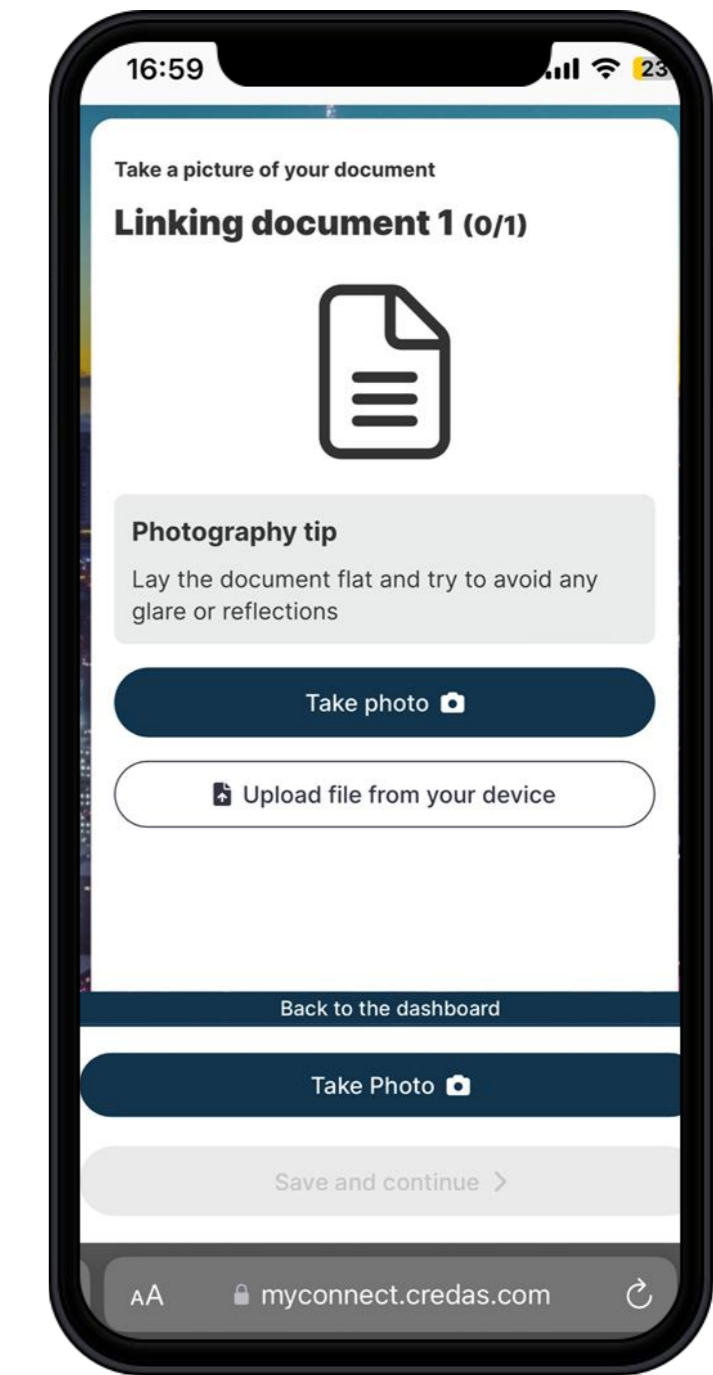 16:59
23
Take a picture of your document
Linking document 1 (0/1)
Photography tip
Lay the document flat and try to avoid any
glare or reflections
Take photo
Upload file from your device
Back to the dashboard
Take Photo
Save and continue >
AA myconnect.credas.com